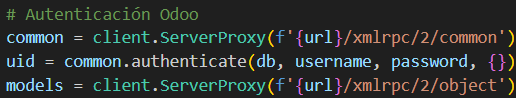 # Autenticación Odoo
common = client.ServerProxy(f'{url}/xmlrpc/2/common')
uid = common.authenticate(db, username, password, {})
models = client.ServerProxy(f'{url}/xmlrpc/2/object')